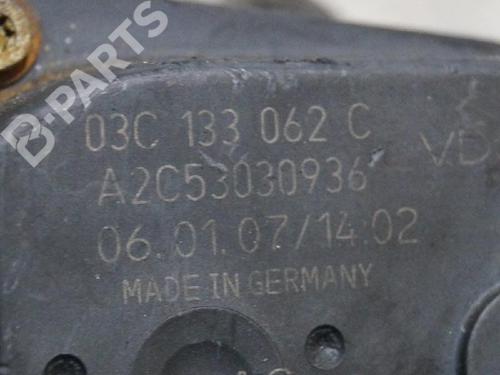 B-PARTS
03C 133 062 C
VD
A2C53030936
06.01.07/14:02
MADE IN GERMANY